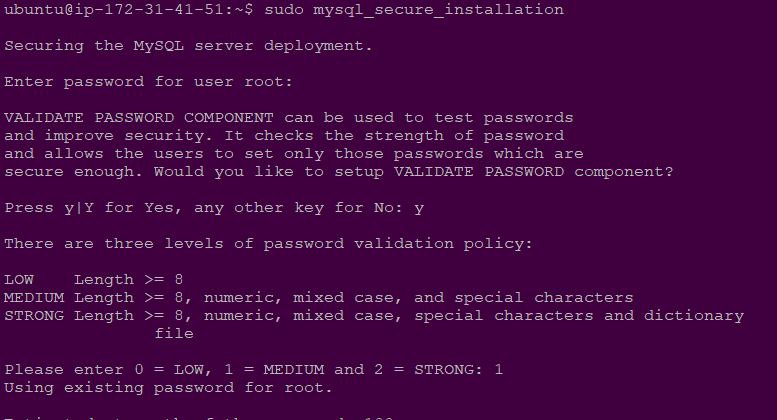 ubuntu@ip-172-31-41-51:~$ sudo mysql_secure_installation
Securing the MySQL server deployment.
Enter password for user root:
VALIDATE PASSWORD COMPONENT can be used to test passwords
and improve security. It checks the strength of password
and allows the users to set only those passwords which are
secure enough. Would you like to setup VALIDATE PASSWORD component?
Press y|Y for Yes, any other key for No: y
There are three levels of password validation policy:
LOW    Length >= 8
MEDIUM Length >= 8, numeric, mixed case, and special characters
STRONG Length >= 8, numeric, mixed case, special characters and dictionary
file
Please enter 0 = LOW, 1 = MEDIUM and 2 = STRONG: 1
Using existing password for root.